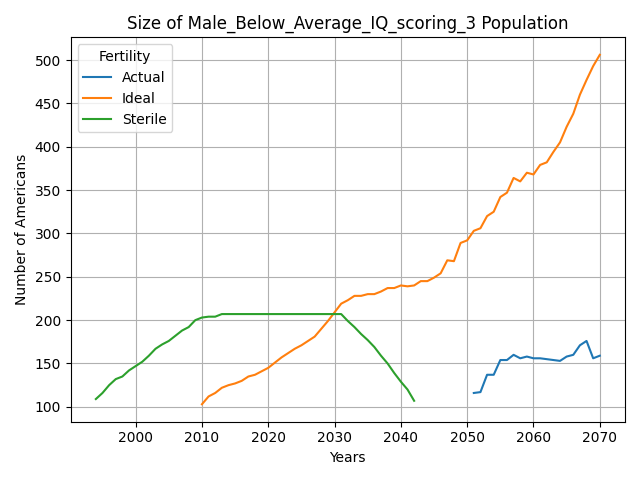 Size of Male_Below_Average_IQ_scoring_3 Population
Fertility
Actual
Ideal
Sterile
Number of Americans
500
450
400
350
300
250
200
150
100
2000 2010 2020 2030 2040 2050 2060 2070
Years